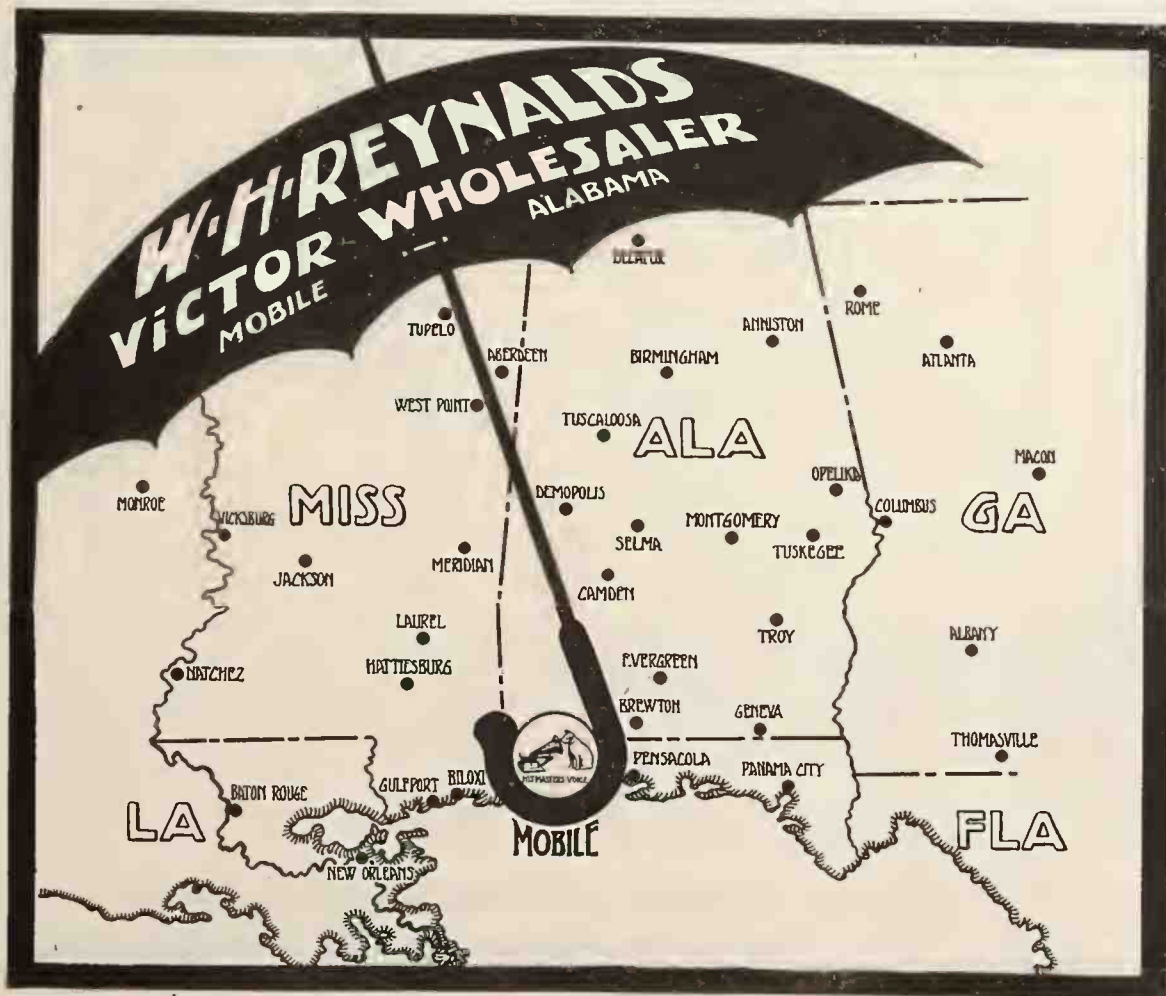 W·H·REYNALDS
VICTOR WHOLESALER
MOBILE ALABAMA
DECATUR
ROME
TUPELO
ANNISTON
ABERDEEN
BIRMINGHAM
ATLANTA
WEST POINT
TUSCALOOSA
ALA
MACON
OPELIKA
MONROE
MISS
DEMOPOLIS
COLUMBUS
GA
VICKSBURG
MONTGOMERY
SELMA
TUSKEGEE
MERIDIAN
JACKSON
CAMDEN
LAUREL
TROY
ALBANY
HATTIESBURG
EVERGREEN
NATCHEZ
BREWTON
GENEVA
THOMASVILLE
PENSACOLA
PANAMA CITY
HIS MASTERS VOICE
GULFPORT
BILOXI
BATON ROUGE
LA
MOBILE
FLA
NEW ORLEANS